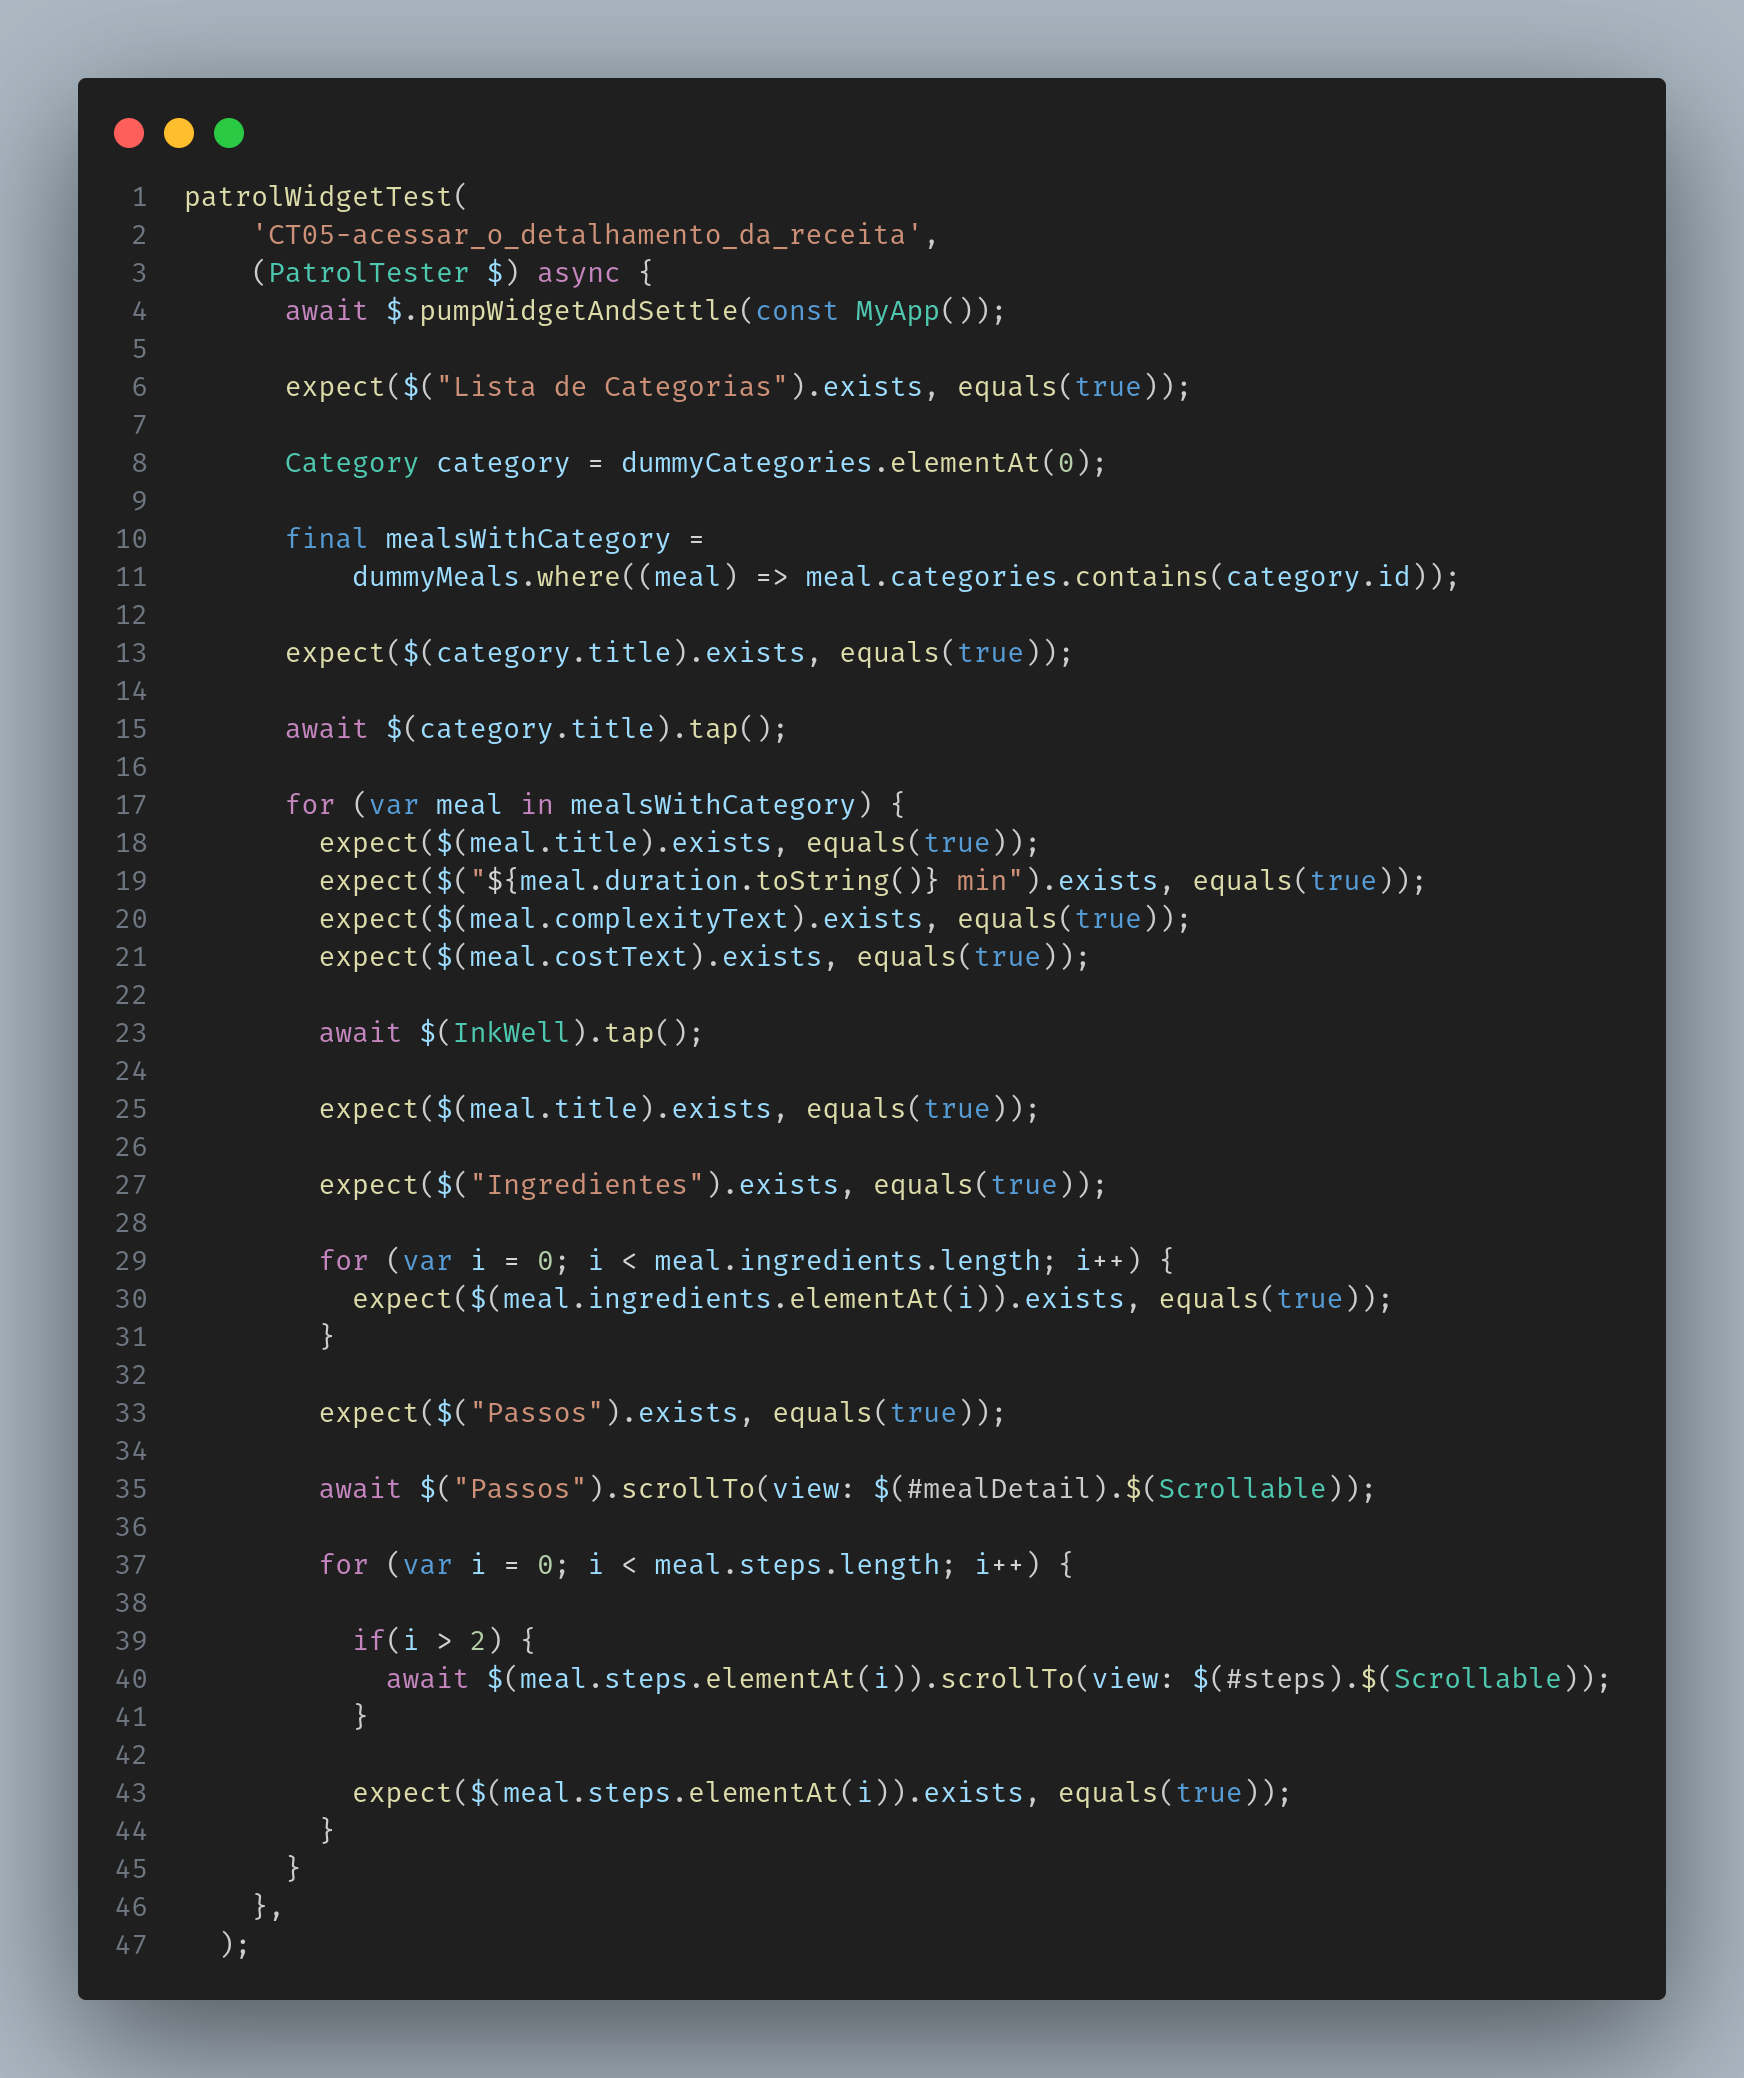 1 patrolWidgetTest(
2 'CT05-acessar_o_detalhamento_da_receita',
3 (PatrolTester $) async {
4 await $.pumpWidgetAndSettle(const MyApp());
5
6 expect($("Lista de Categorias").exists, equals(true));
7
8 Category category = dummyCategories.elementAt(0);
9
10 final mealsWithCategory =
11 dummyMeals.where((meal) => meal.categories.contains(category.id));
12
13 expect($(category.title).exists, equals(true));
14
15 await $(category.title).tap();
16
17 for (var meal in mealsWithCategory) {
18 expect($(meal.title).exists, equals(true));
19 expect($("${meal.duration.toString()} min").exists, equals(true));
20 expect($(meal.complexityText).exists, equals(true));
21 expect($(meal.costText).exists, equals(true));
22
23 await $(InkWell).tap();
24
25 expect($(meal.title).exists, equals(true));
26
27 expect($("Ingredientes").exists, equals(true));
28
29 for (var i = 0; i < meal.ingredients.length; i++) {
30 expect($(meal.ingredients.elementAt(i)).exists, equals(true));
31 }
32
33 expect($("Passos").exists, equals(true));
34
35 await $("Passos").scrollTo(view: $(#mealDetail).$(Scrollable));
36
37 for (var i = 0; i < meal.steps.length; i++) {
38
39 if(i > 2) {
40 await $(meal.steps.elementAt(i)).scrollTo(view: $(#steps).$(Scrollable));
41 }
42
43 expect($(meal.steps.elementAt(i)).exists, equals(true));
44 }
45 }
46 },
47 );